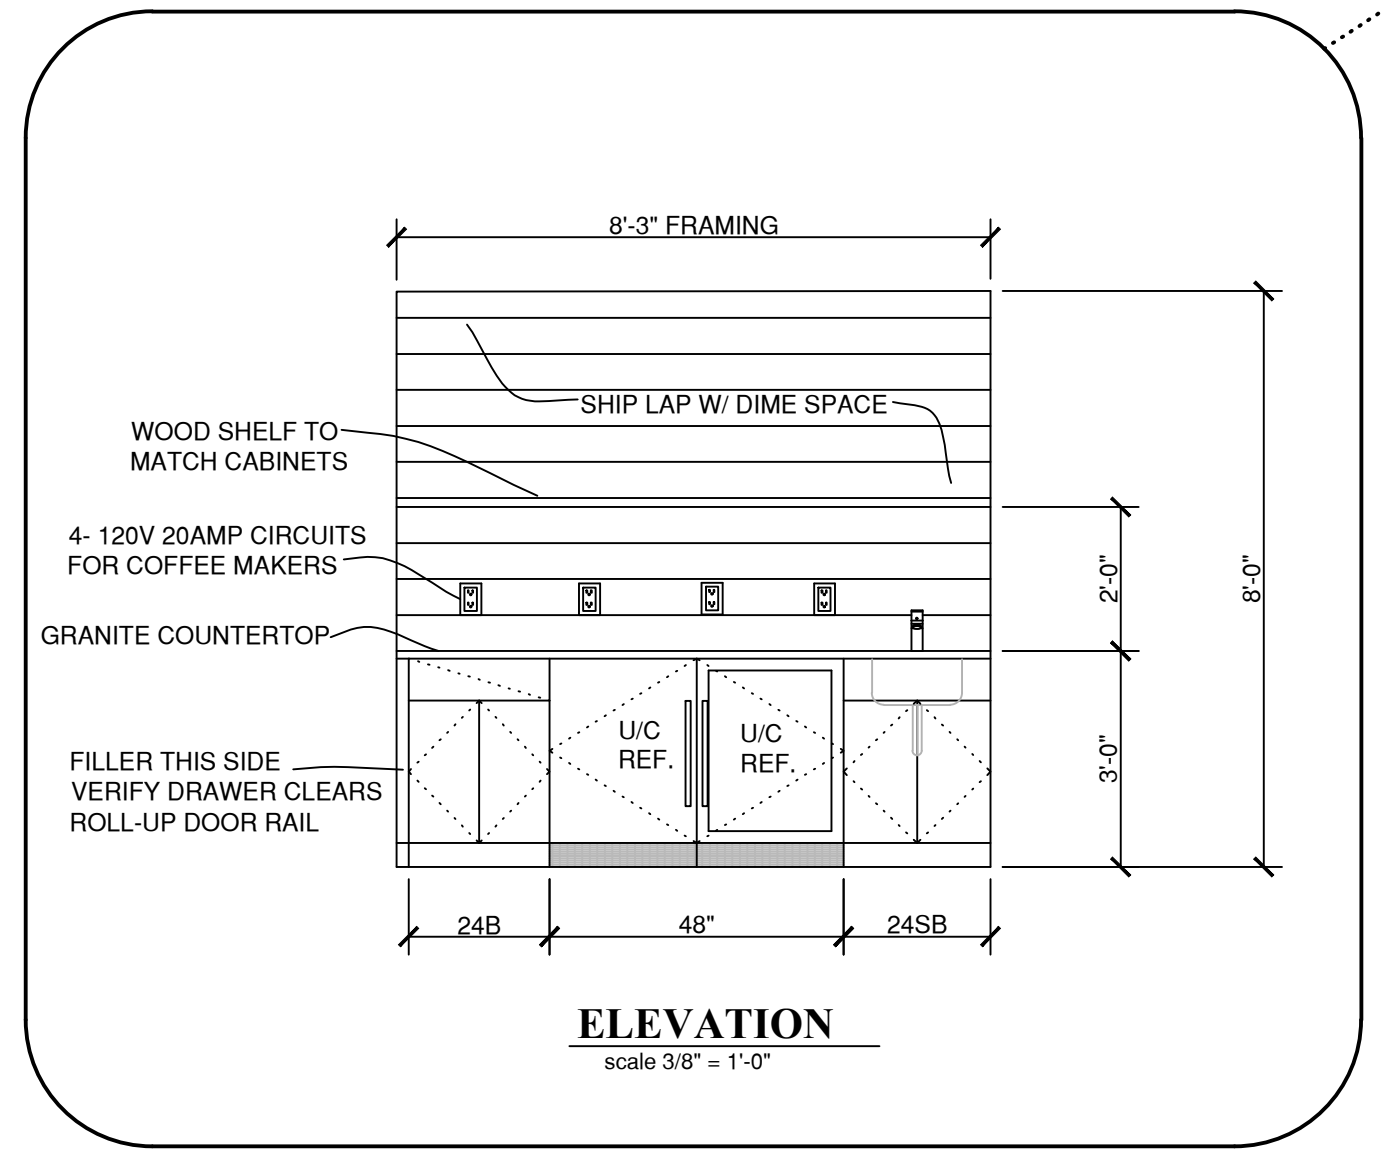 8'-3" FRAMING
SHIP LAP W/ DIME SPACE
WOOD SHELF TO
MATCH CABINETS
4- 120V 20AMP CIRCUITS
FOR COFFEE MAKERS
GRANITE COUNTERTOP
2'-0"
8'-0"
U/C
REF.
U/C
REF.
3'-0"
FILLER THIS SIDE
VERIFY DRAWER CLEARS
ROLL-UP DOOR RAIL
24B
48"
24SB
ELEVATION
scale 3/8" = 1'-0"